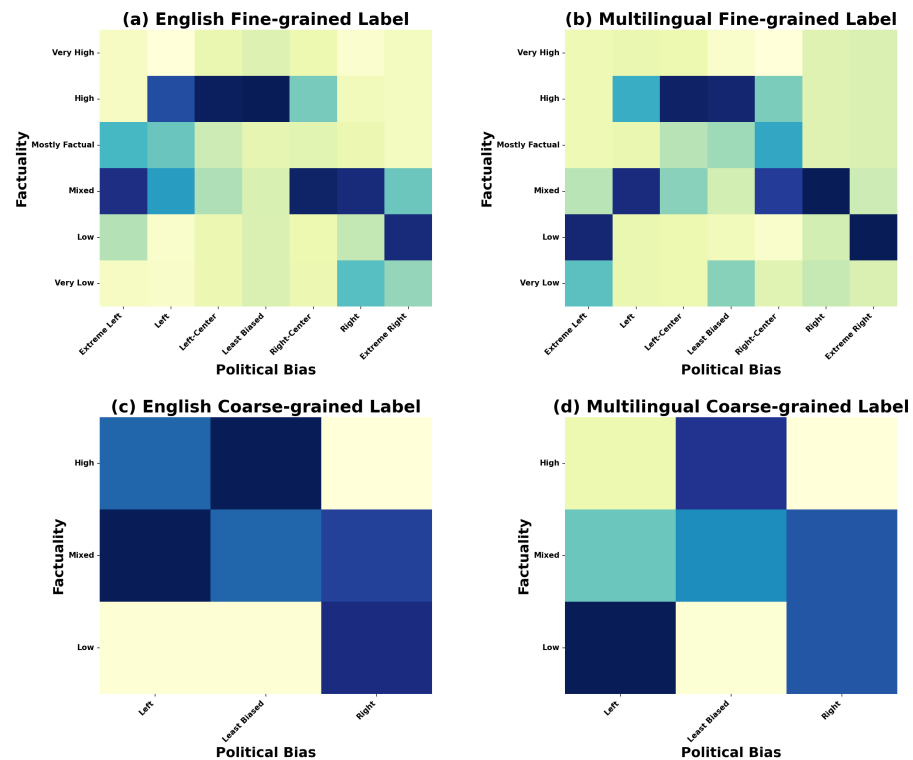 (a) English Fine-grained Label
Very High
High
Mostly Factual
Mixed
Low
Very Low
Factuality
Extreme Left
Left
Left-Center
Least Biased
Right-Center
Right
Extreme Right
Political Bias
(b) Multilingual Fine-grained Label
Very High
High
Mostly Factual
Mixed
Low
Very Low
Factuality
Extreme Left
Left
Left-Center
Least Biased
Right-Center
Right
Extreme Right
Political Bias
(c) English Coarse-grained Label
High
Mixed
Low
Factuality
Left
Least Biased
Right
Political Bias
(d) Multilingual Coarse-grained Label
High
Mixed
Low
Factuality
Left
Least Biased
Right
Political Bias